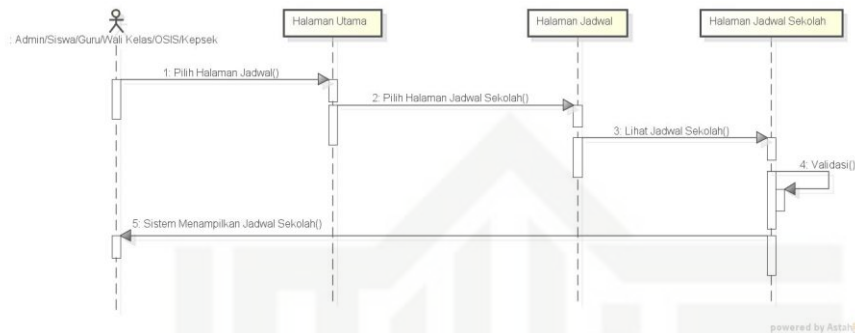 Halaman Utama
Halaman Jadwal
Halaman Jadwal Sekolah
: Admin/Siswa/Guru/Wali Kelas/OSIS/Kepsek
1: Pilih Halaman Jadwal()
2: Pilih Halaman Jadwal Sekolah()
3: Lihat Jadwal Sekolah()
4: Validasi()
5: Sistem Menampilkan Jadwal Sekolah()
powered by Astah